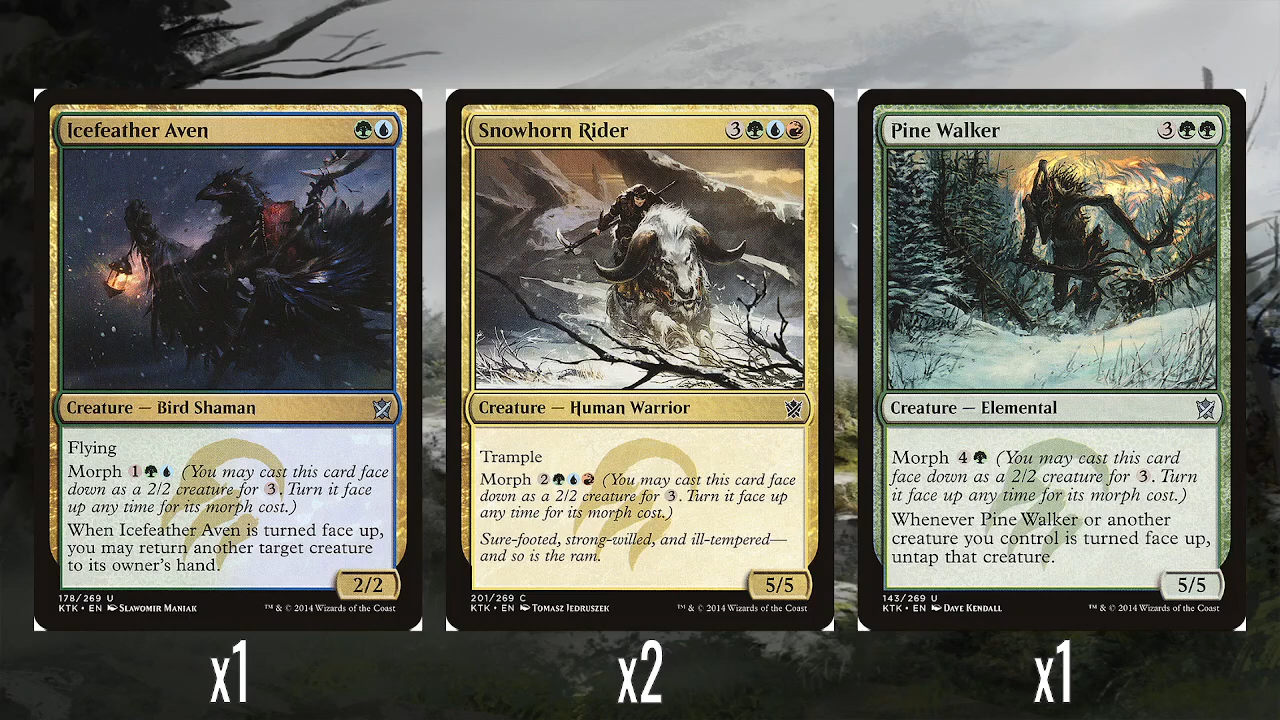 Icefeather Aven
Creature — Bird Shaman
Flying
Morph 1 (You may cast this card face
down as a 2/2 creature for 3. Turn it face
up any time for its morph cost.)
When Icefeather Aven is turned face up,
you may return another target creature
to its owner's hand.
2/2
178/269 U
KTK • EN Slawomir Maniak
™ & © 2014 Wizards of the Coast
x1
Snowhorn Rider 3
Creature — Human Warrior
Trample
Morph 2 (You may cast this card face
down as a 2/2 creature for 3. Turn it face up
any time for its morph cost.)
Sure-footed, strong-willed, and ill-tempered—
and so is the ram.
5/5
201/269 C
KTK • EN Tomasz Jedruszek
™ & © 2014 Wizards of the Coast
x2
Pine Walker 3
Creature — Elemental
Morph 4 (You may cast this card
face down as a 2/2 creature for 3. Turn
it face up any time for its morph cost.)
Whenever Pine Walker or another
creature you control is turned face up,
untap that creature.
5/5
143/269 U
KTK • EN Dave Kendall
™ & © 2014 Wizards of the Coast
x1